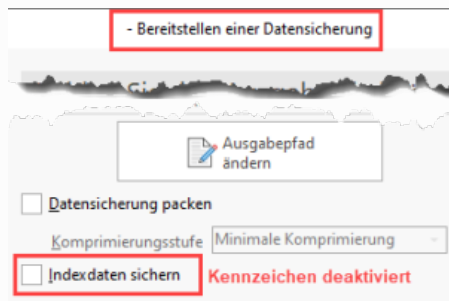 - Bereitstellen einer Datensicherung
Ausgabepfad
ändern
Datensicherung packen
Komprimierungsstufe Minimale Komprimierung
Indexdaten sichern Kennzeichen deaktiviert